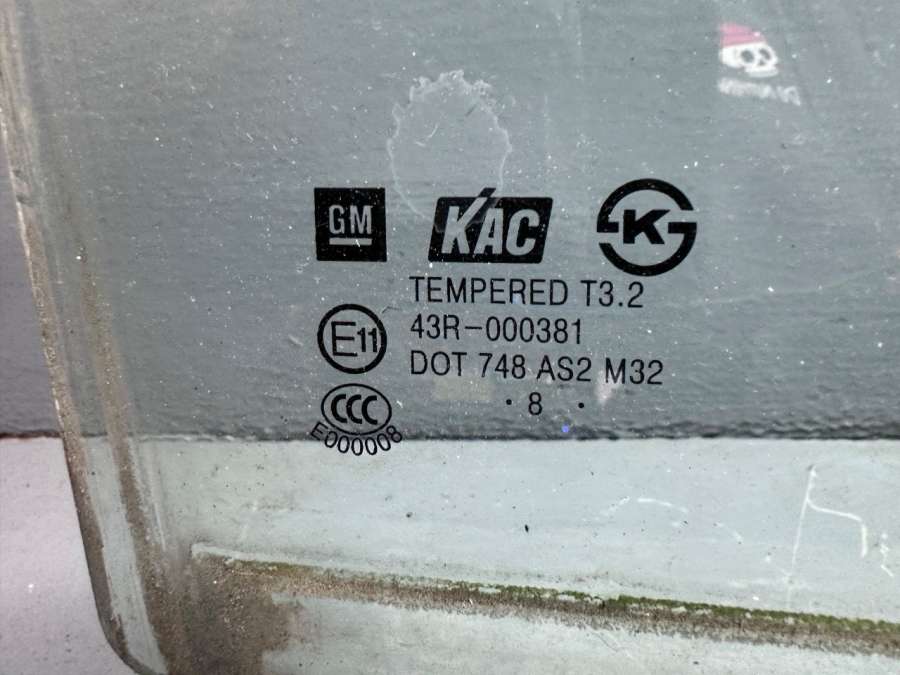 GM
KAC
K
TEMPERED T3.2
E11
43R-000381
DOT 748 AS2 M32
CCC
E000008
· 8 ·